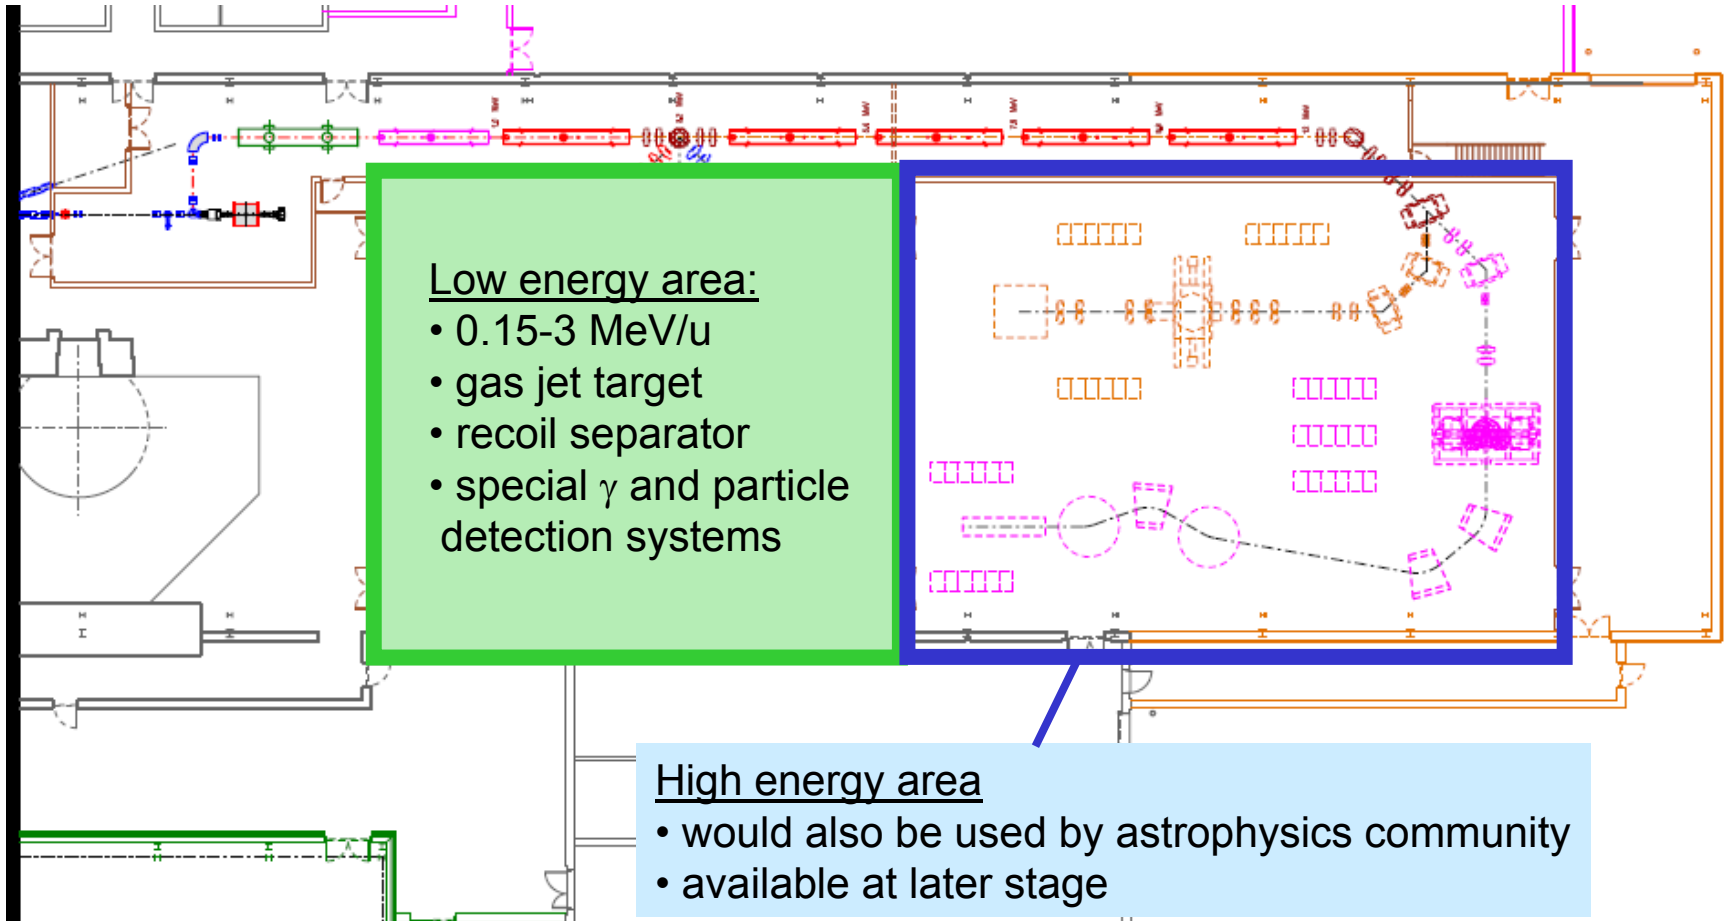 Low energy area:
• 0.15-3 MeV/u
• gas jet target
• recoil separator
• special γ and particle
detection systems
High energy area
• would also be used by astrophysics community
• available at later stage